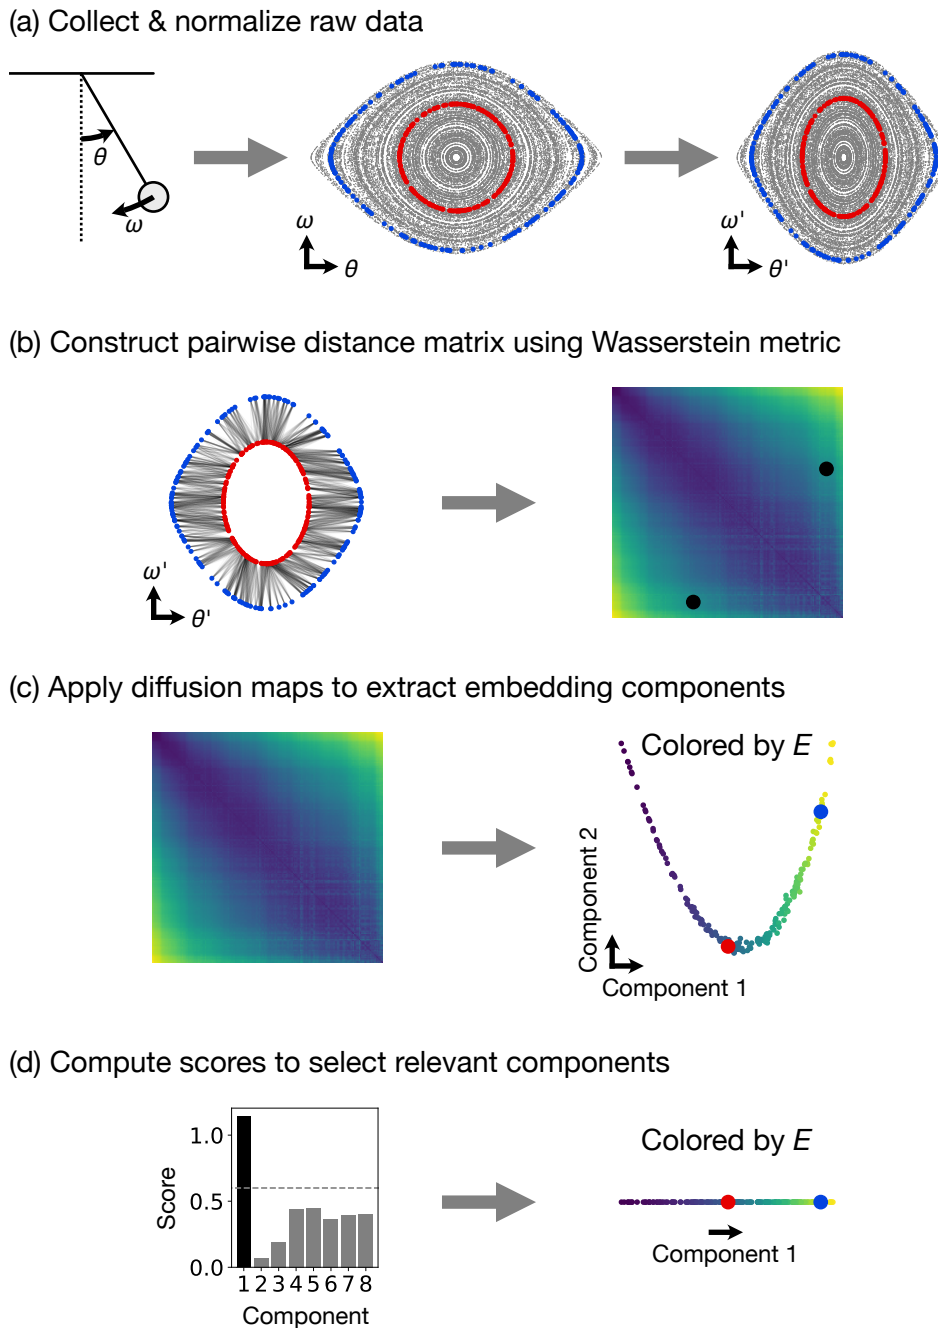 (a) Collect & normalize raw data
θ
ω
ω
θ
ω'
θ'
(b) Construct pairwise distance matrix using Wasserstein metric
ω'
θ'
(c) Apply diffusion maps to extract embedding components
Colored by E
Component 2
Component 1
(d) Compute scores to select relevant components
1.0
0.5
0.0
Score
1 2 3 4 5 6 7 8
Component
Colored by E
Component 1